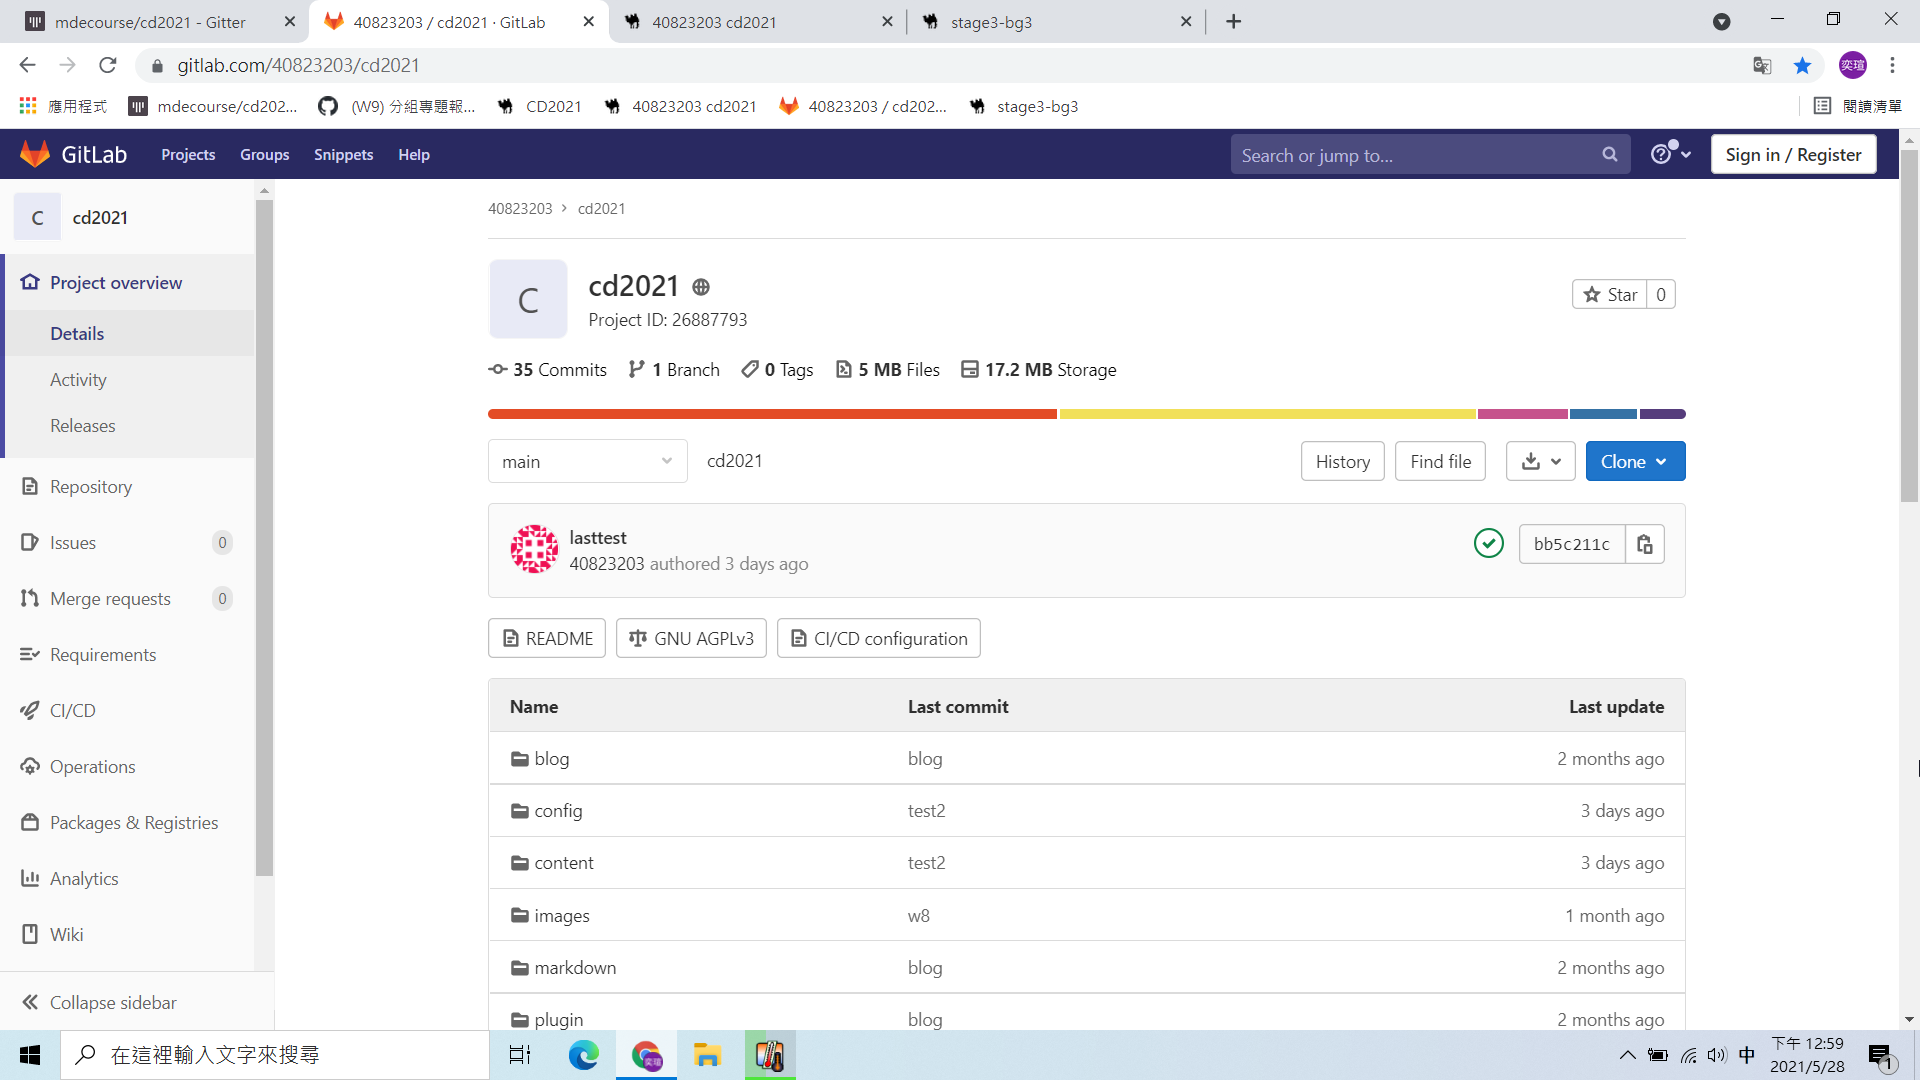 mdecourse/cd2021 - Gitter
40823203 / cd2021 · GitLab
40823203 cd2021
stage3-bg3
gitlab.com/40823203/cd2021
奕瑄
應用程式
mdecourse/cd202...
(W9) 分組專題報...
CD2021
40823203 cd2021
40823203 / cd202...
stage3-bg3
閱讀清單
GitLab
Projects
Groups
Snippets
Help
Search or jump to...
Sign in / Register
C
cd2021
Project overview
Details
Activity
Releases
Repository
Issues 0
Merge requests 0
Requirements
CI/CD
Operations
Packages & Registries
Analytics
Wiki
Collapse sidebar
40823203 > cd2021
C
cd2021
Project ID: 26887793
Star 0
35 Commits
1 Branch
0 Tags
5 MB Files
17.2 MB Storage
main
cd2021
History
Find file
Clone
lasttest
40823203 authored 3 days ago
bb5c211c
README
GNU AGPLv3
CI/CD configuration
Name Last commit Last update
blog blog 2 months ago
config test2 3 days ago
content test2 3 days ago
images w8 1 month ago
markdown blog 2 months ago
plugin blog 2 months ago
在這裡輸入文字來搜尋
奕瑄
中
下午 12:59
2021/5/28
1